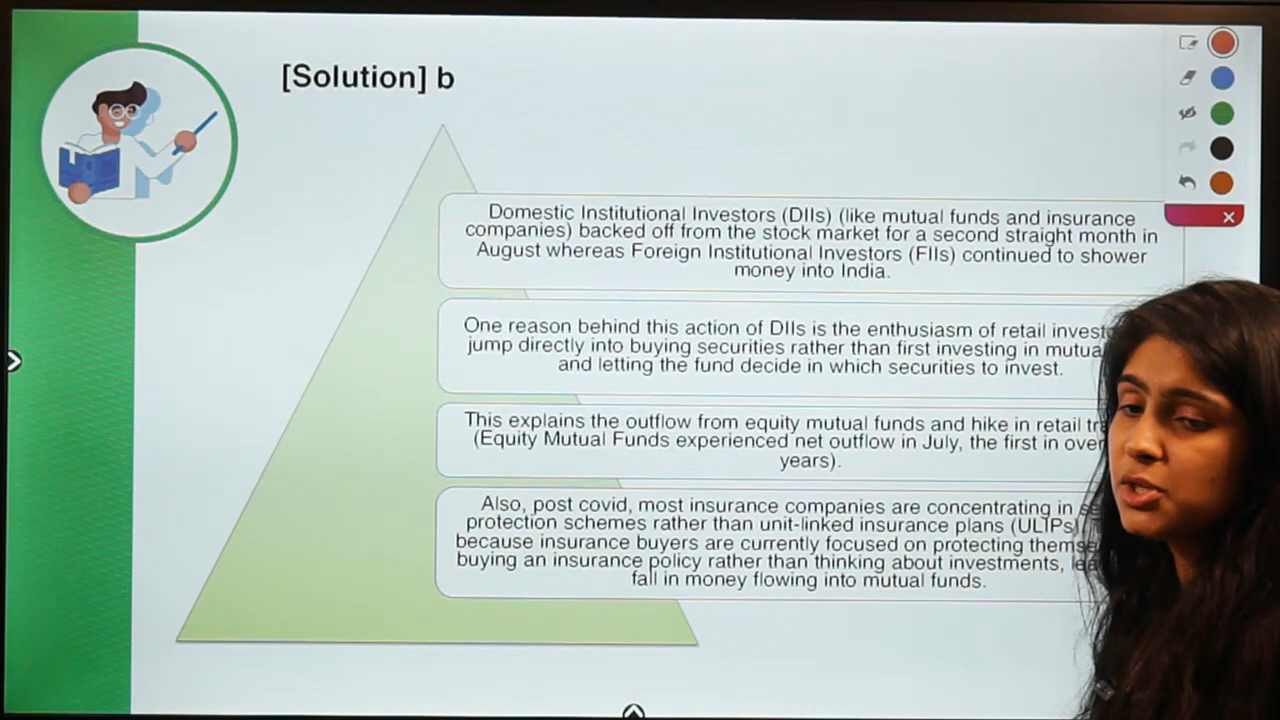 [Solution] b
Domestic Institutional Investors (DIIs) (like mutual funds and insurance
companies) backed off from the stock market for a second straight month in
August whereas Foreign Institutional Investors (FIIs) continued to shower
money into India.
One reason behind this action of DIIs is the enthusiasm of retail
jump directly into buying securities rather than first investing in
and letting the fund decide in which securities to invest.
This explains the outflow from equity mutual funds and hike in retail
(Equity Mutual Funds experienced net outflow in July, the first in over
years).
Also, post covid, most insurance companies are concentrating in
protection schemes rather than unit-linked insurance plans (ULIPs)
because insurance buyers are currently focused on protecting
buying an insurance policy rather than thinking about investments,
fall in money flowing into mutual funds.